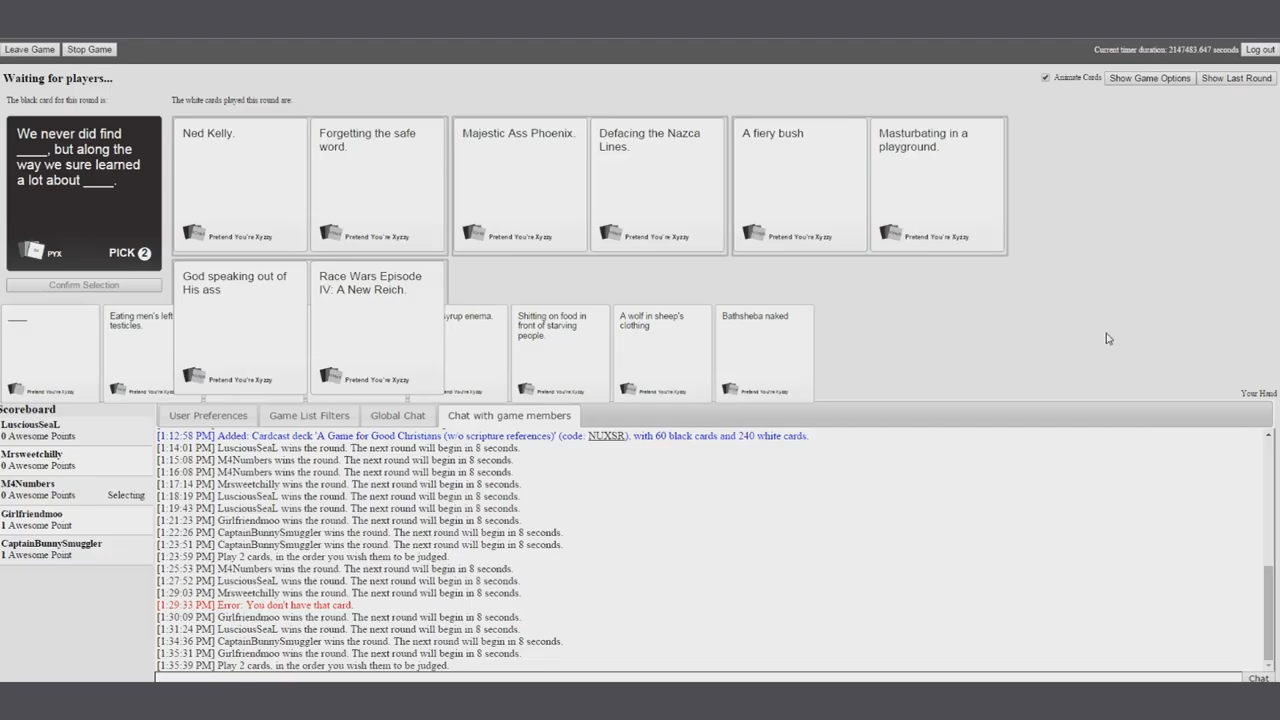 Leave Game
Stop Game
Current timer duration: 2147483.647 seconds
Log out
Waiting for players...
Animate Cards
Show Game Options
Show Last Round
The black card for this round is:
The white cards played this round are:
We never did find
____, but along the
way we sure learned
a lot about ____.
PYX
PICK 2
Ned Kelly.
Pretend You're Xyzzy
Forgetting the safe
word.
Pretend You're Xyzzy
Majestic Ass Phoenix.
Pretend You're Xyzzy
Defacing the Nazca
Lines.
Pretend You're Xyzzy
A fiery bush
Pretend You're Xyzzy
Masturbating in a
playground.
Pretend You're Xyzzy
God speaking out of
His ass
Pretend You're Xyzzy
Race Wars Episode
IV: A New Reich.
Pretend You're Xyzzy
Confirm Selection
____
Pretend You're Xyzzy
Eating men's left
testicles.
Pretend You're Xyzzy
syrup enema.
Pretend You're Xyzzy
Shitting on food in
front of starving
people.
Pretend You're Xyzzy
A wolf in sheep's
clothing
Pretend You're Xyzzy
Bathsheba naked
Pretend You're Xyzzy
Your Hand
Scoreboard
LusciousSeaL
0 Awesome Points
Mrsweetchilly
0 Awesome Points
M4Numbers
0 Awesome Points Selecting
Girlfriendmoo
1 Awesome Point
CaptainBunnySmuggler
1 Awesome Point
User Preferences
Game List Filters
Global Chat
Chat with game members
[1:12:58 PM] Added: Cardcast deck 'A Game for Good Christians (w/o scripture references)' (code: NUXSR), with 60 black cards and 240 white cards.
[1:14:01 PM] LusciousSeaL wins the round. The next round will begin in 8 seconds.
[1:15:08 PM] M4Numbers wins the round. The next round will begin in 8 seconds.
[1:16:08 PM] M4Numbers wins the round. The next round will begin in 8 seconds.
[1:17:14 PM] Mrsweetchilly wins the round. The next round will begin in 8 seconds.
[1:18:19 PM] LusciousSeaL wins the round. The next round will begin in 8 seconds.
[1:19:43 PM] LusciousSeaL wins the round. The next round will begin in 8 seconds.
[1:21:23 PM] Girlfriendmoo wins the round. The next round will begin in 8 seconds.
[1:22:26 PM] CaptainBunnySmuggler wins the round. The next round will begin in 8 seconds.
[1:23:51 PM] CaptainBunnySmuggler wins the round. The next round will begin in 8 seconds.
[1:23:59 PM] Play 2 cards, in the order you wish them to be judged.
[1:25:53 PM] M4Numbers wins the round. The next round will begin in 8 seconds.
[1:27:52 PM] LusciousSeaL wins the round. The next round will begin in 8 seconds.
[1:29:03 PM] Mrsweetchilly wins the round. The next round will begin in 8 seconds.
[1:29:33 PM] Error: You don't have that card.
[1:30:09 PM] Girlfriendmoo wins the round. The next round will begin in 8 seconds.
[1:31:24 PM] LusciousSeaL wins the round. The next round will begin in 8 seconds.
[1:34:36 PM] CaptainBunnySmuggler wins the round. The next round will begin in 8 seconds.
[1:35:31 PM] Girlfriendmoo wins the round. The next round will begin in 8 seconds.
[1:35:39 PM] Play 2 cards, in the order you wish them to be judged.
Chat